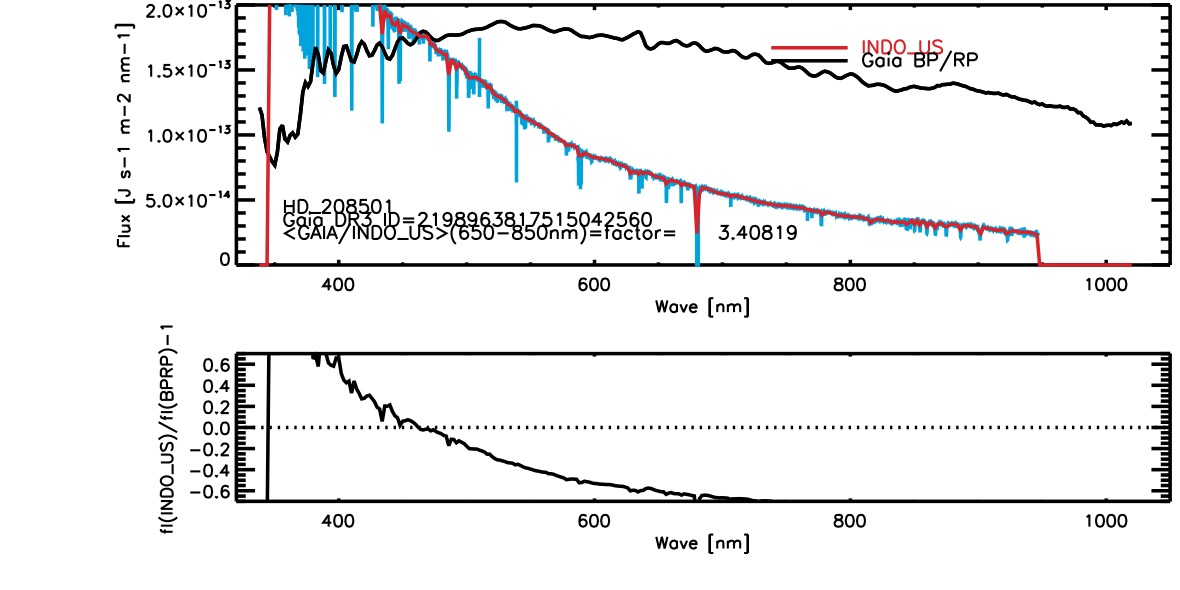 2.0×10−13
1.5×10−13
1.0×10−13
5.0×10−14
0
Flux [J s−1 m−2 nm−1]
INDO_US
Gaia BP/RP
HD_208501
Gaia DR3 ID=2198963817515042560
<GAIA/INDO_US>(650−850nm)=factor= 3.40819
400 600 800 1000
Wave [nm]
fl(INDO_US)/fl(BPRP)−1
0.6
0.4
0.2
0.0
−0.2
−0.4
−0.6
400 600 800 1000
Wave [nm]